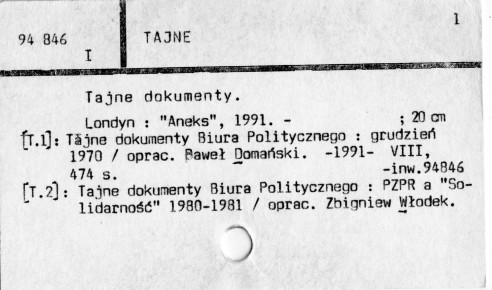 1
94 846
I
TAJNE
Tajne dokumenty.
Londyn : "Aneks", 1991. - ; 20 cm
[T.1]: Tajne dokumenty Biura Politycznego : grudzień
1970 / oprac. Paweł Domański. -1991- VIII,
474 s. -inw.94846
[T.2]: Tajne dokumenty Biura Politycznego : PZPR a "So-
lidarność" 1980-1981 / oprac. Zbigniew Włodek.